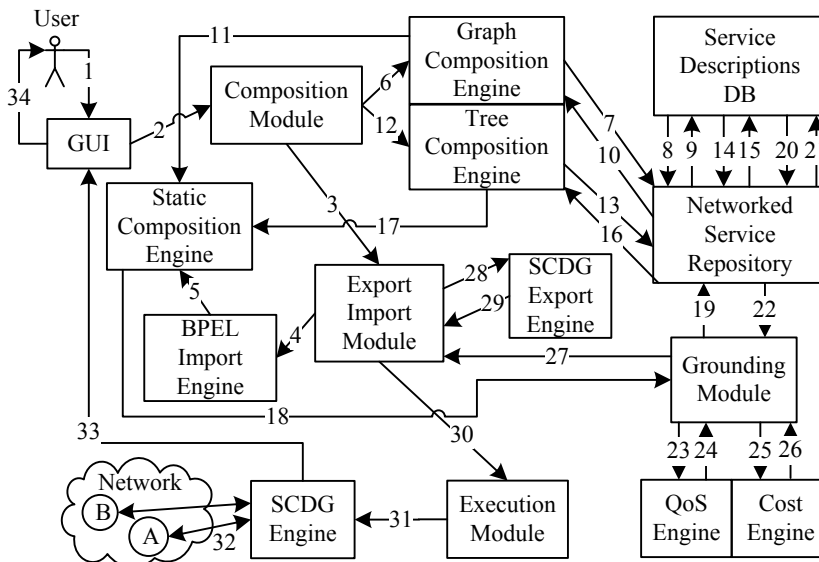 User
1
34
GUI
2
Composition
Module
11
6
12
Graph
Composition
Engine
Tree
Composition
Engine
Service
Descriptions
DB
7
10
8
9
14
15
20
2
13
16
Networked
Service
Repository
Static
Composition
Engine
17
3
5
BPEL
Import
Engine
4
Export
Import
Module
28
29
SCDG
Export
Engine
19
22
27
Grounding
Module
18
33
30
23
24
25
26
QoS
Engine
Cost
Engine
Network
B
A
32
SCDG
Engine
31
Execution
Module